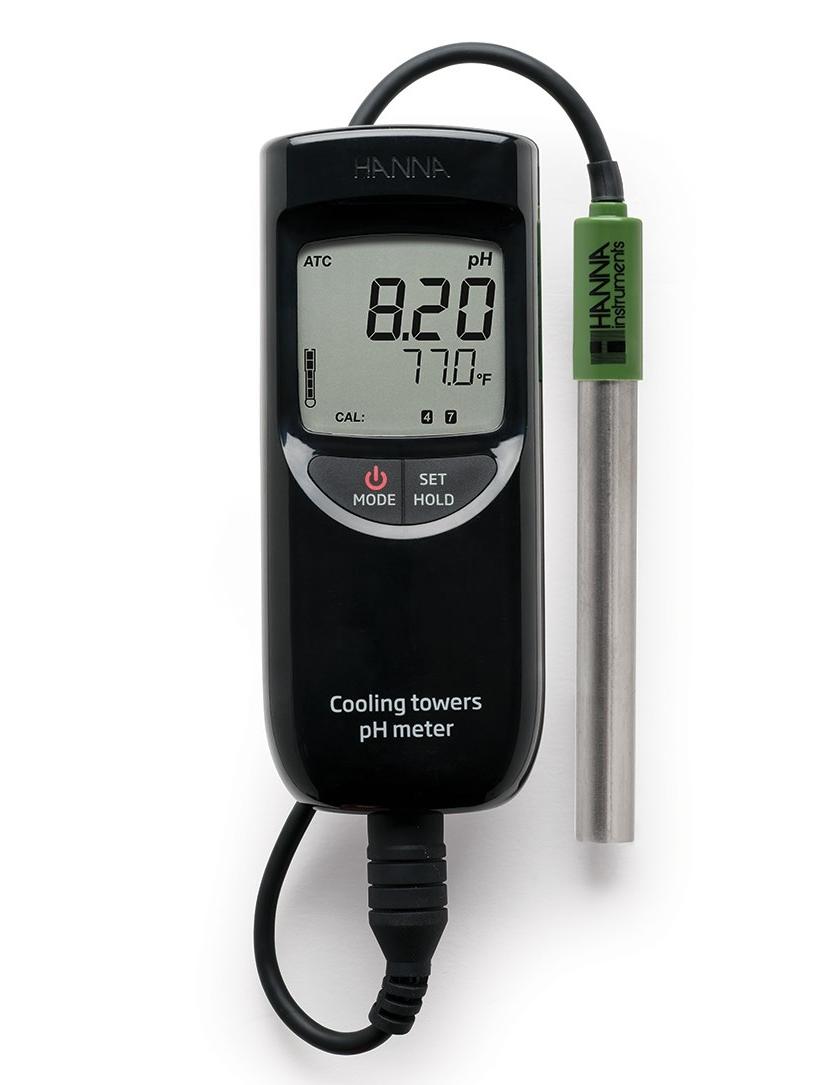 HANNA
ATC pH
8.20
77.0°F
CAL: 4 7
MODE
SET
HOLD
Cooling towers
pH meter
HANNA
instruments